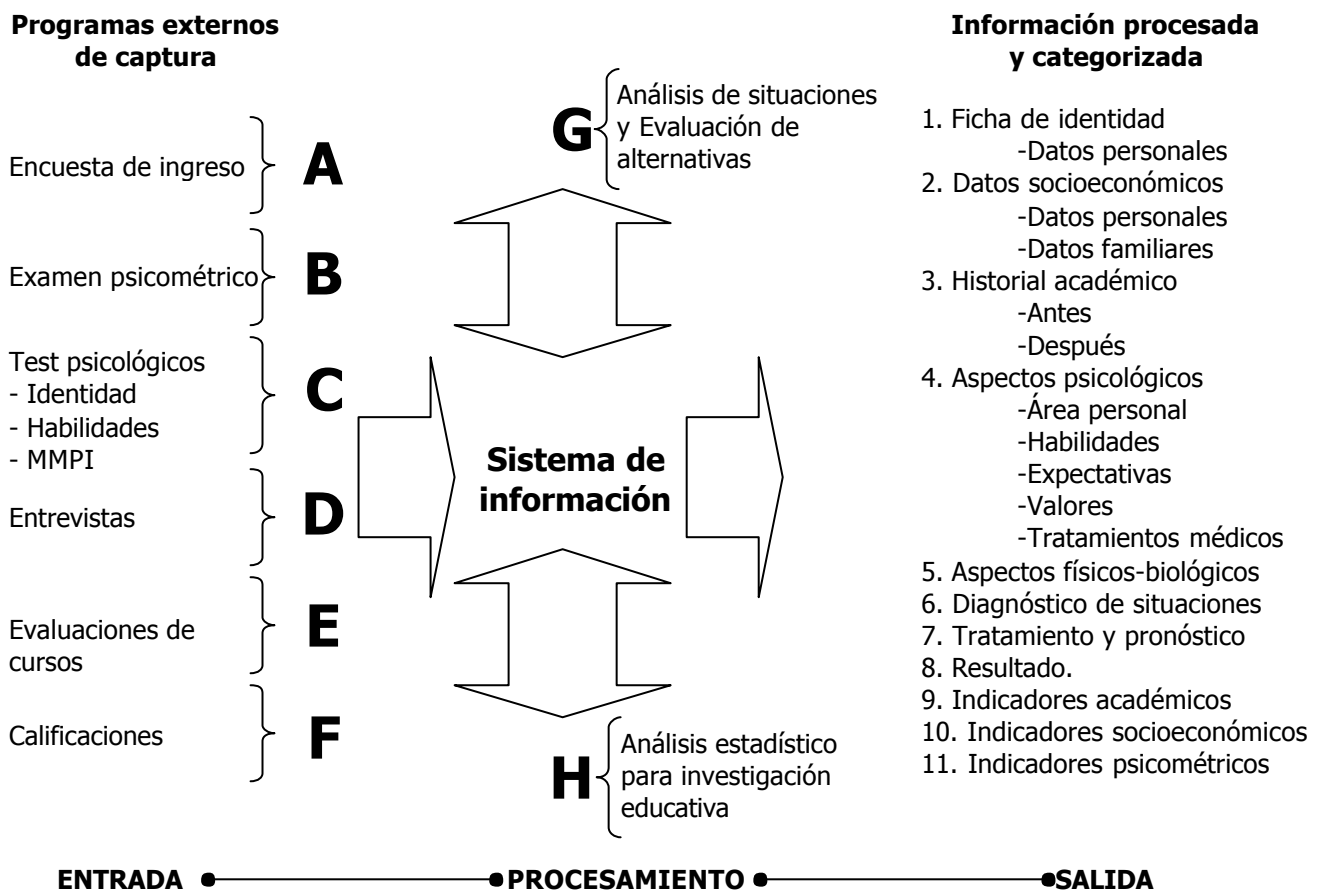 Programas externos
de captura
Encuesta de ingreso
A
Examen psicométrico
B
Test psicológicos
- Identidad
- Habilidades
- MMPI
C
Entrevistas
D
Evaluaciones de
cursos
E
Calificaciones
F
G
Análisis de situaciones
y Evaluación de
alternativas
Sistema de
información
H
Análisis estadístico
para investigación
educativa
Información procesada
y categorizada
1. Ficha de identidad
-Datos personales
2. Datos socioeconómicos
-Datos personales
-Datos familiares
3. Historial académico
-Antes
-Después
4. Aspectos psicológicos
-Área personal
-Habilidades
-Expectativas
-Valores
-Tratamientos médicos
5. Aspectos físicos-biológicos
6. Diagnóstico de situaciones
7. Tratamiento y pronóstico
8. Resultado.
9. Indicadores académicos
10. Indicadores socioeconómicos
11. Indicadores psicométricos
ENTRADA PROCESAMIENTO SALIDA